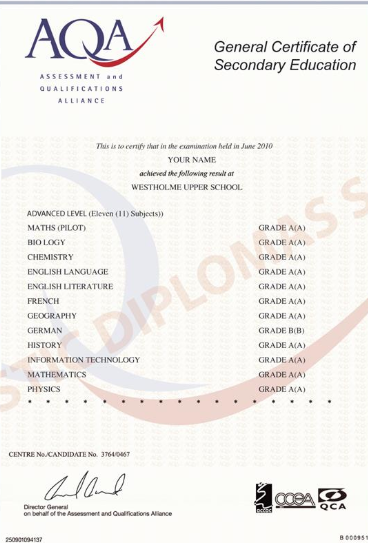 AQA
General Certificate of
Secondary Education
ASSESSMENT and
QUALIFICATIONS
ALLIANCE
This is to certify that in the examination held in June 2010
YOUR NAME
achieved the following result at
WESTHOLME UPPER SCHOOL
ADVANCED LEVEL (Eleven (11) Subjects))
MATHS (PILOT) GRADE A(A)
BIO LOGY GRADE A(A)
CHEMISTRY GRADE A(A)
ENGLISH LANGUAGE GRADE A(A)
ENGLISH LITERATURE GRADE A(A)
FRENCH GRADE A(A)
GEOGRAPHY GRADE A(A)
GERMAN GRADE B(B)
HISTORY GRADE A(A)
INFORMATION TECHNOLOGY GRADE A(A)
MATHEMATICS GRADE A(A)
PHYSICS GRADE A(A)
* * * * * * * * * * * * * * * * *
DIPLOMAS
CENTRE No./CANDIDATE No. 3764/0467
Director General
on behalf of the Assessment and Qualifications Alliance
ccea
QCA
250901094137
B 000951